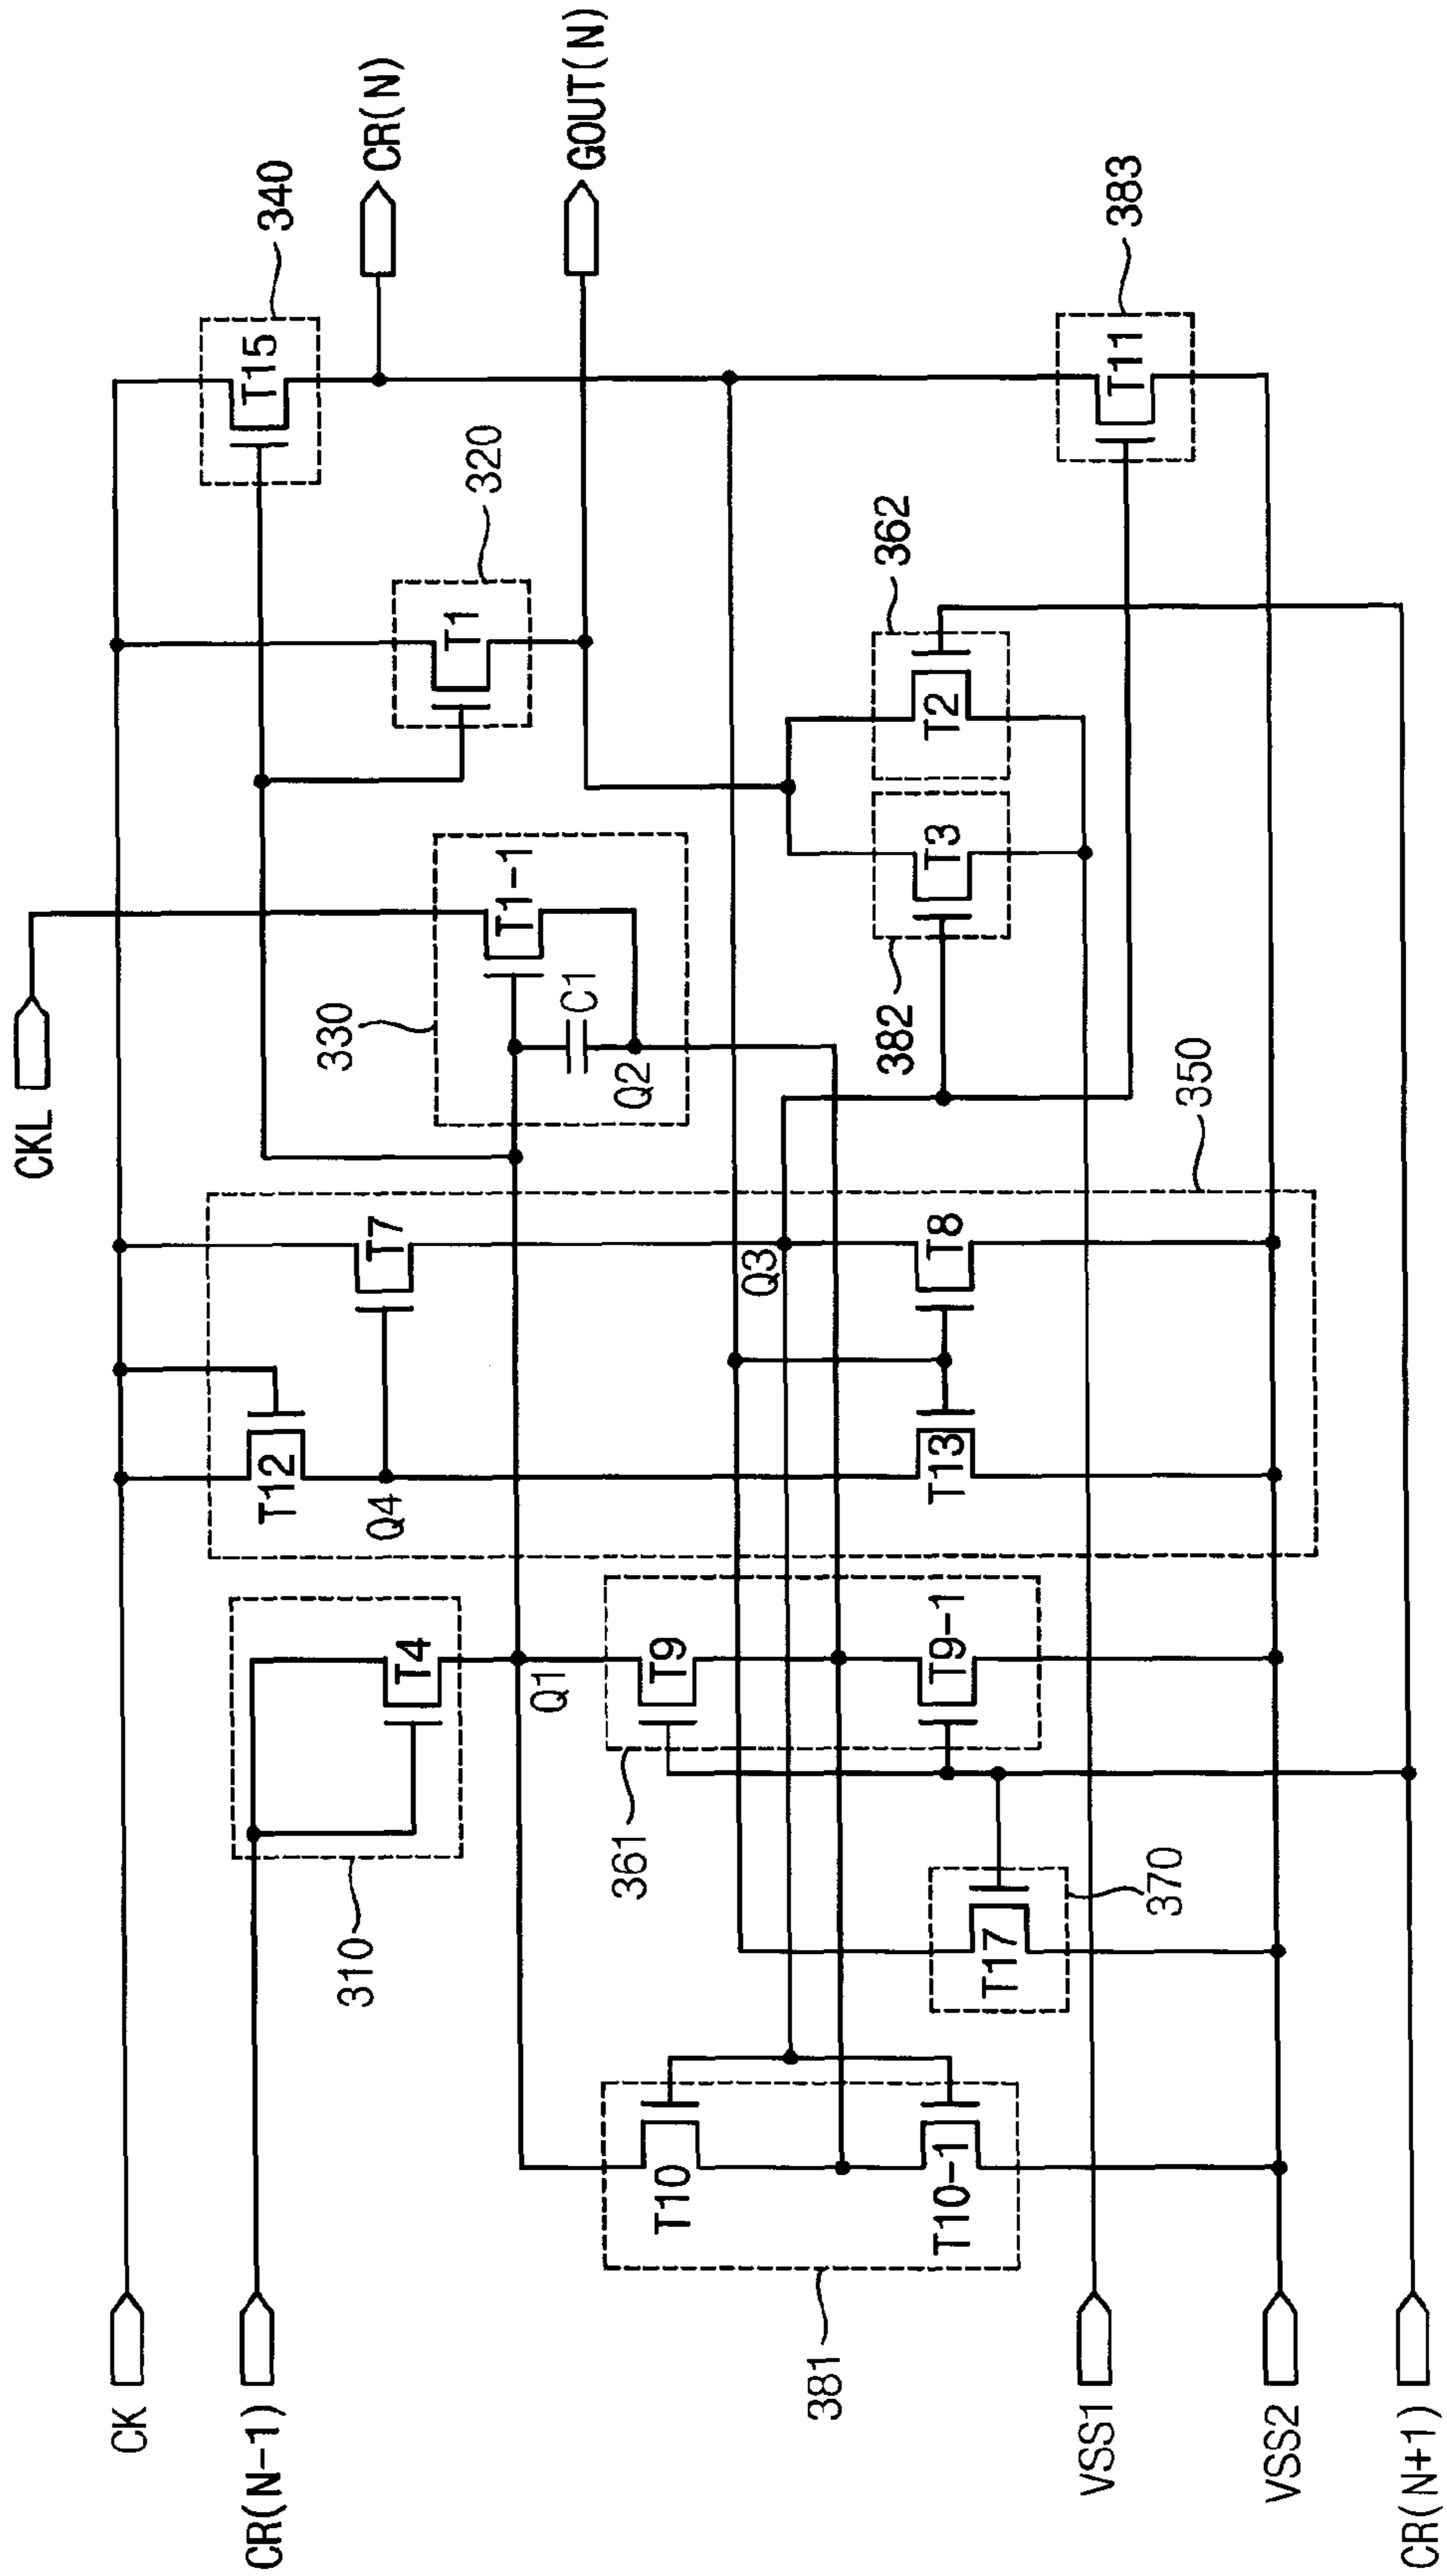 CK
CR(N-1)
VSS1
VSS2
CR(N+1)
CKL
CR(N)
GOUT(N)
310
320
330
340
350
361
362
370
381
382
383
T15
T1
T1-1
C1
Q2
T2
T3
T11
T12
T7
Q4
Q3
T8
T13
T4
Q1
T9
T9-1
T17
T10
T10-1